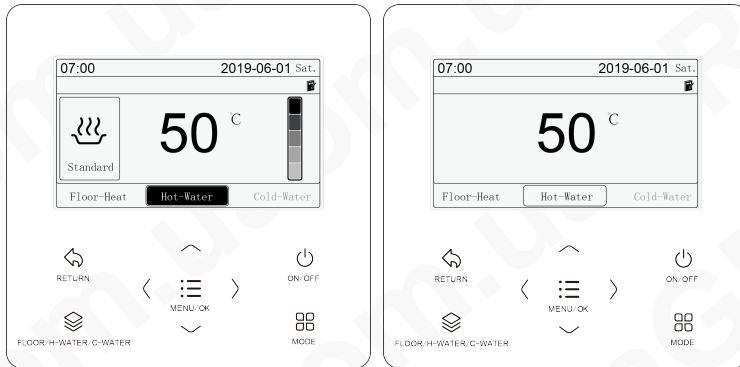 07:00 2019-06-01 Sat.
50 °C
Standard
Floor-Heat Hot-Water Cold-Water
RETURN
ON/OFF
MENU/OK
FLOOR/H-WATER/C-WATER
MODE
07:00 2019-06-01 Sat.
50 °C
Floor-Heat Hot-Water Cold-Water
RETURN
ON/OFF
MENU/OK
FLOOR/H-WATER/C-WATER
MODE